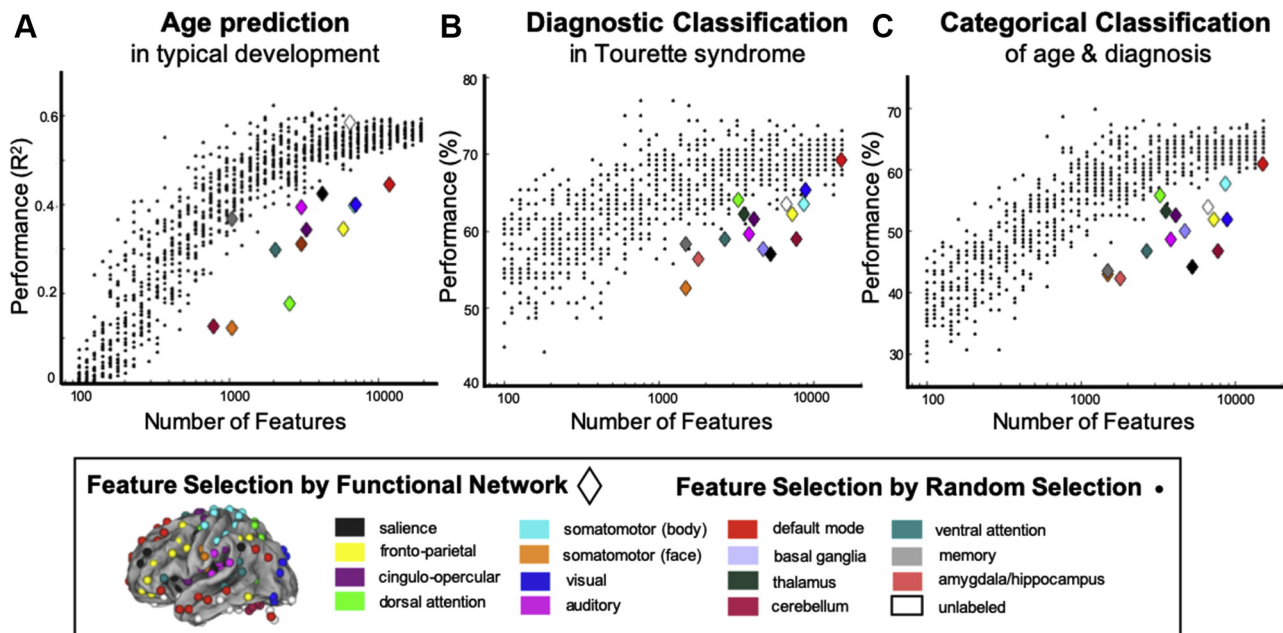 A
Age prediction
in typical development
Performance (R²)
0.6
0.4
0.2
0
100
1000
10000
Number of Features
B
Diagnostic Classification
in Tourette syndrome
Performance (%)
80
70
60
50
40
100
1000
10000
Number of Features
C
Categorical Classification
of age & diagnosis
Performance (%)
70
60
50
40
30
100
1000
10000
Number of Features
Feature Selection by Functional Network
Feature Selection by Random Selection
salience
fronto-parietal
cingulo-opercular
dorsal attention
somatomotor (body)
somatomotor (face)
visual
auditory
default mode
basal ganglia
thalamus
cerebellum
ventral attention
memory
amygdala/hippocampus
unlabeled